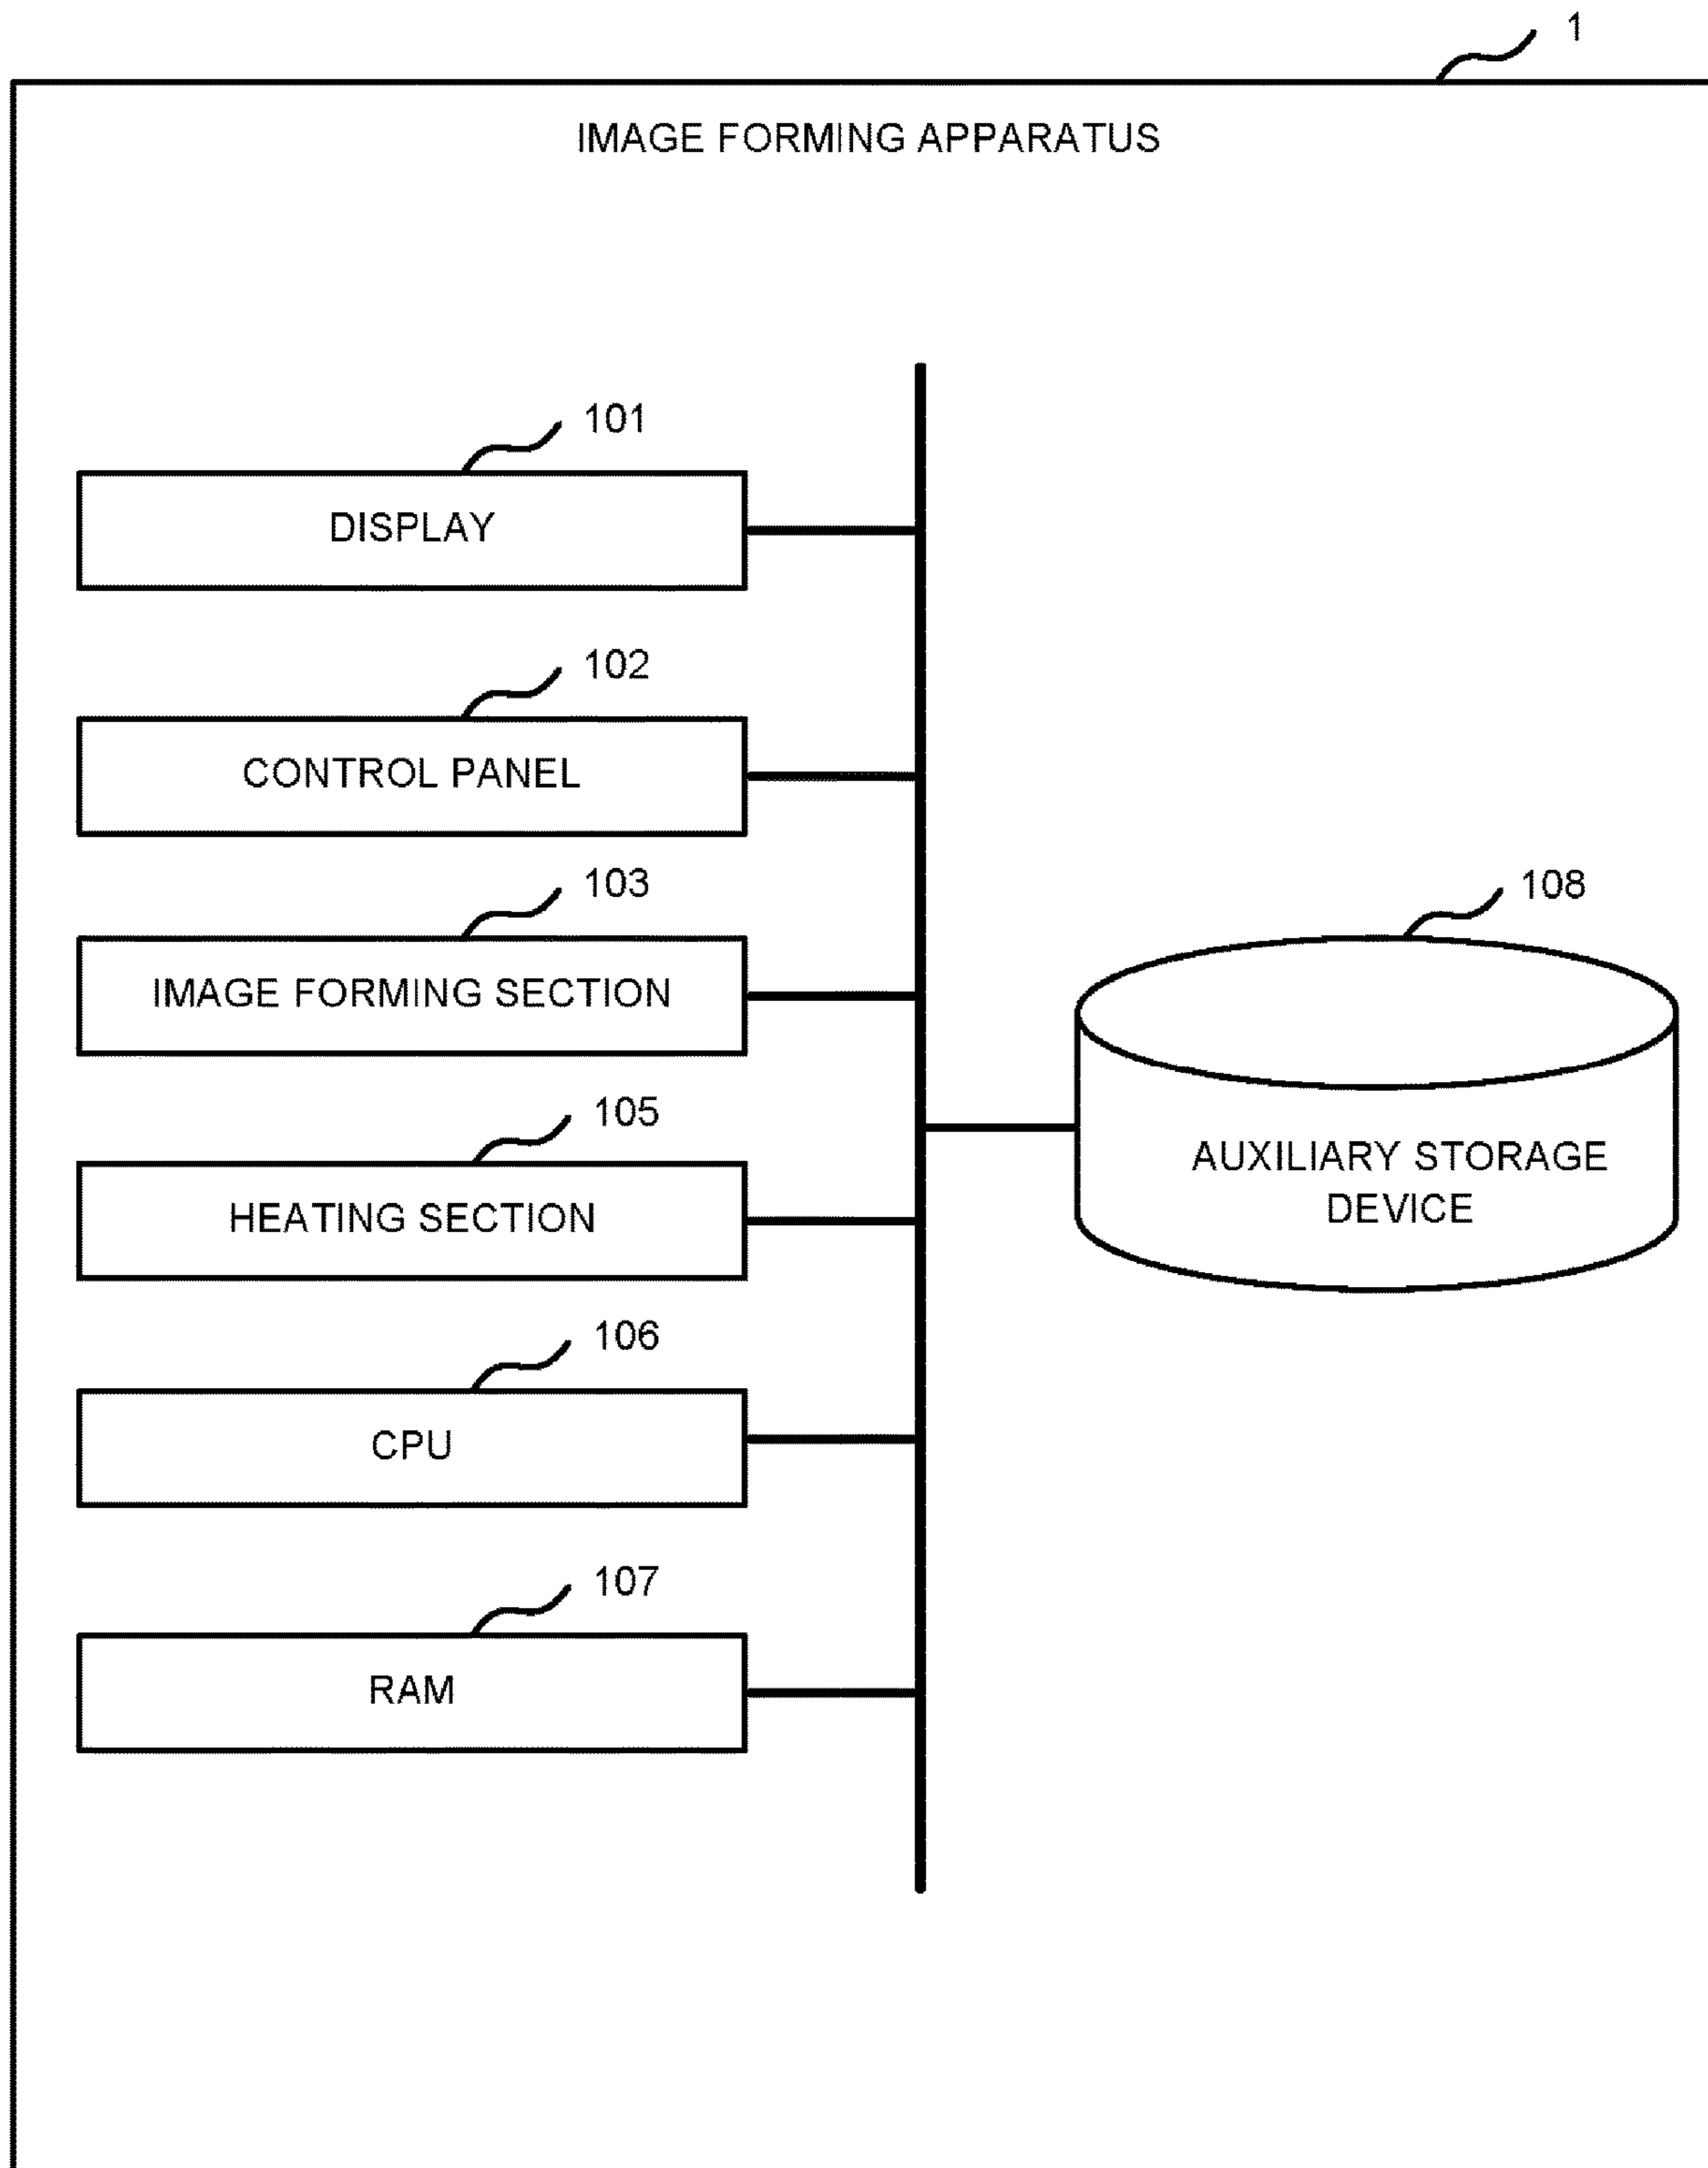 1
IMAGE FORMING APPARATUS
101
DISPLAY
102
CONTROL PANEL
103
IMAGE FORMING SECTION
105
HEATING SECTION
106
CPU
107
RAM
108
AUXILIARY STORAGE
DEVICE